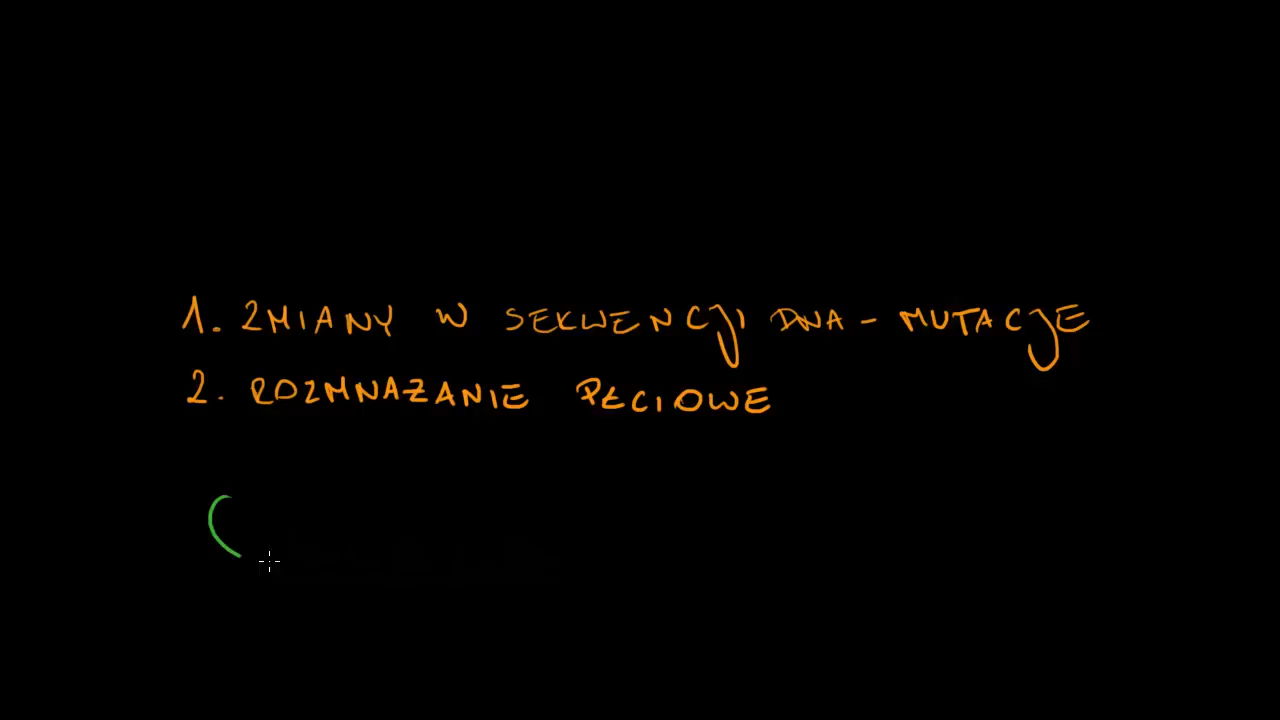 1. ZMIANY W SEKWENCJI DNA - MUTACJE
2. ROZMNAŻANIE PŁCIOWE